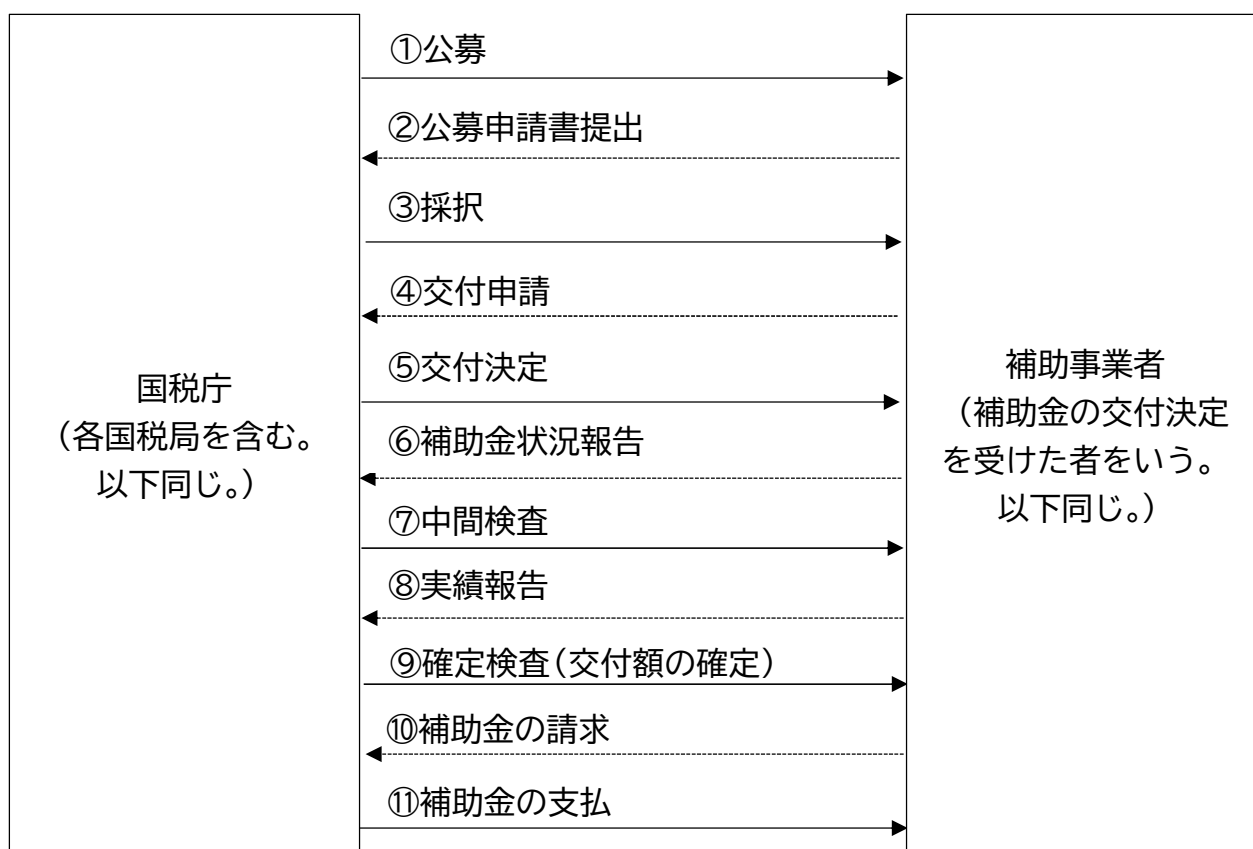 ①公募
②公募申請書提出
③採択
④交付申請
⑤交付決定
⑥補助金状況報告
⑦中間検査
⑧実績報告
⑨確定検査(交付額の確定)
⑩補助金の請求
⑪補助金の支払
国税庁
(各国税局を含む。
以下同じ。)
補助事業者
(補助金の交付決定
を受けた者をいう。
以下同じ。)